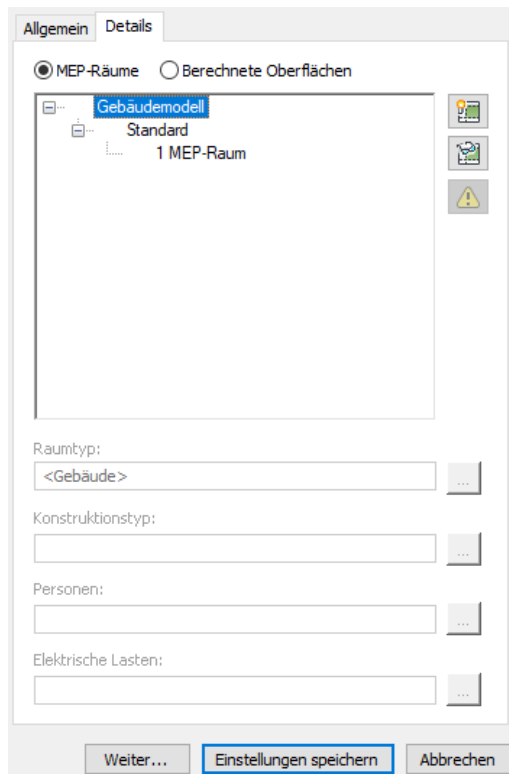 Allgemein Details
MEP-Räume Berechnete Oberflächen
Gebäudemodell
Standard
1 MEP-Raum
Raumtyp:
<Gebäude>
...
Konstruktionstyp:
...
Personen:
...
Elektrische Lasten:
...
Weiter... Einstellungen speichern Abbrechen